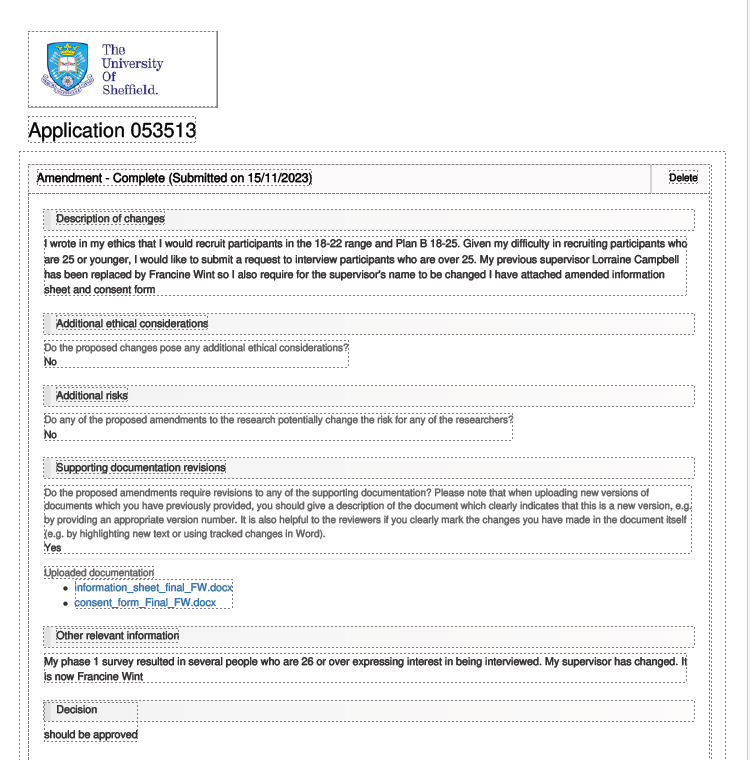 The
University
Of
Sheffield.
Application 053513
Amendment - Complete (Submitted on 15/11/2023)
Delete
Description of changes
I wrote in my ethics that I would recruit participants in the 18-22 range and Plan B 18-25. Given my difficulty in recruiting participants who
are 25 or younger, I would like to submit a request to interview participants who are over 25. My previous supervisor Lorraine Campbell
has been replaced by Francine Wint so I also require for the supervisor's name to be changed I have attached amended information
sheet and consent form
Additional ethical considerations
Do the proposed changes pose any additional ethical considerations?
No
Additional risks
Do any of the proposed amendments to the research potentially change the risk for any of the researchers?
No
Supporting documentation revisions
Do the proposed amendments require revisions to any of the supporting documentation? Please note that when uploading new versions of
documents which you have previously provided, you should give a description of the document which clearly indicates that this is a new version, e.g.
by providing an appropriate version number. It is also helpful to the reviewers if you clearly mark the changes you have made in the document itself
(e.g. by highlighting new text or using tracked changes in Word).
Yes
Uploaded documentation
• information_sheet_final_FW.docx
• consent_form_Final_FW.docx
Other relevant information
My phase 1 survey resulted in several people who are 26 or over expressing interest in being interviewed. My supervisor has changed. It
is now Francine Wint
Decision
should be approved